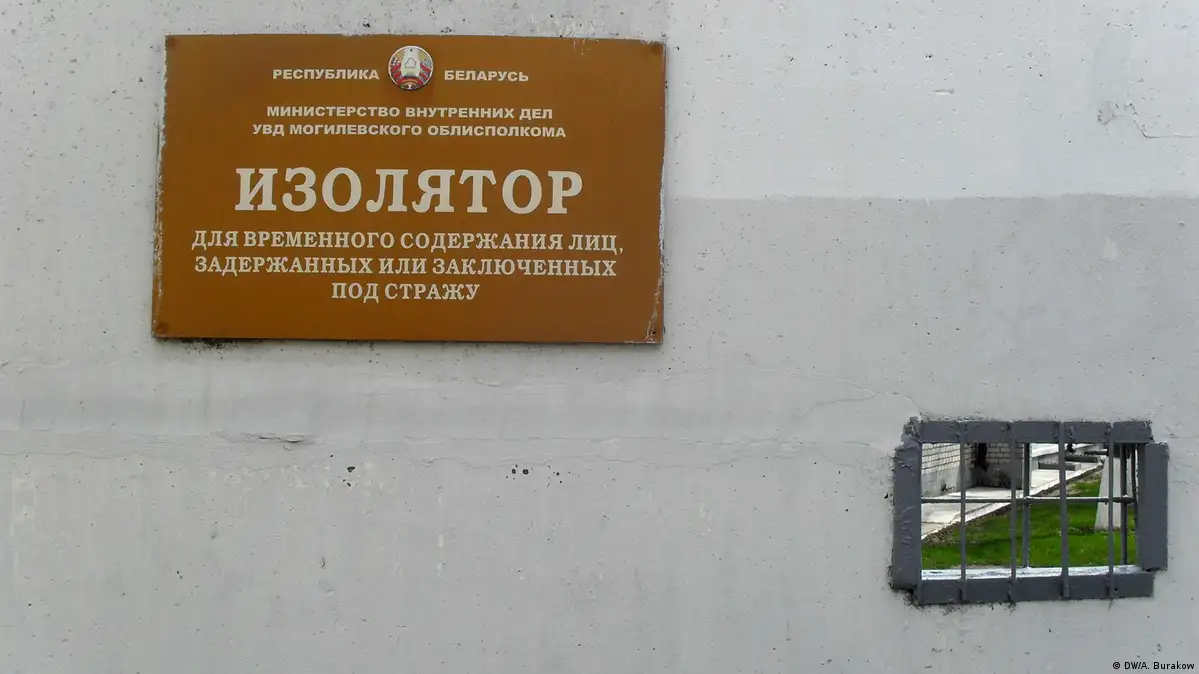 РЕСПУБЛИКА БЕЛАРУСЬ
МИНИСТЕРСТВО ВНУТРЕННИХ ДЕЛ
УВД МОГИЛЕВСКОГО ОБЛИСПОЛКОМА
ИЗОЛЯТОР
ДЛЯ ВРЕМЕННОГО СОДЕРЖАНИЯ ЛИЦ,
ЗАДЕРЖАННЫХ ИЛИ ЗАКЛЮЧЕННЫХ
ПОД СТРАЖУ
© DW/A. Burakow